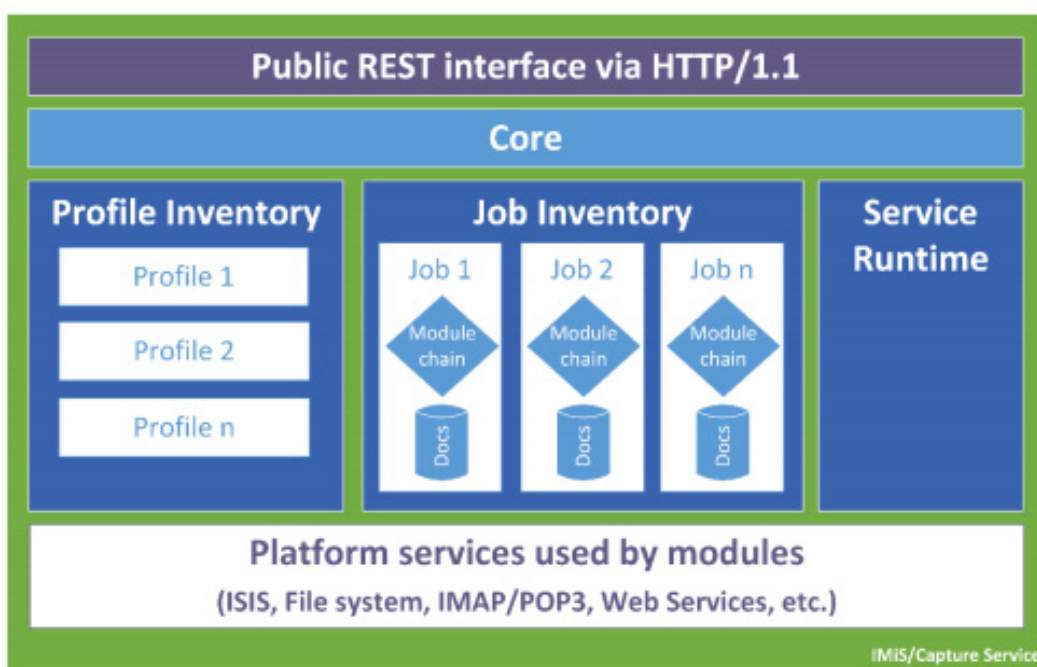 Public REST interface via HTTP/1.1
Core
Profile Inventory
Profile 1
Profile 2
Profile n
Job Inventory
Job 1
Module
chain
Docs
Job 2
Module
chain
Docs
Job n
Module
chain
Docs
Service
Runtime
Platform services used by modules
(ISIS, File system, IMAP/POP3, Web Services, etc.)
IMiS/Capture Service